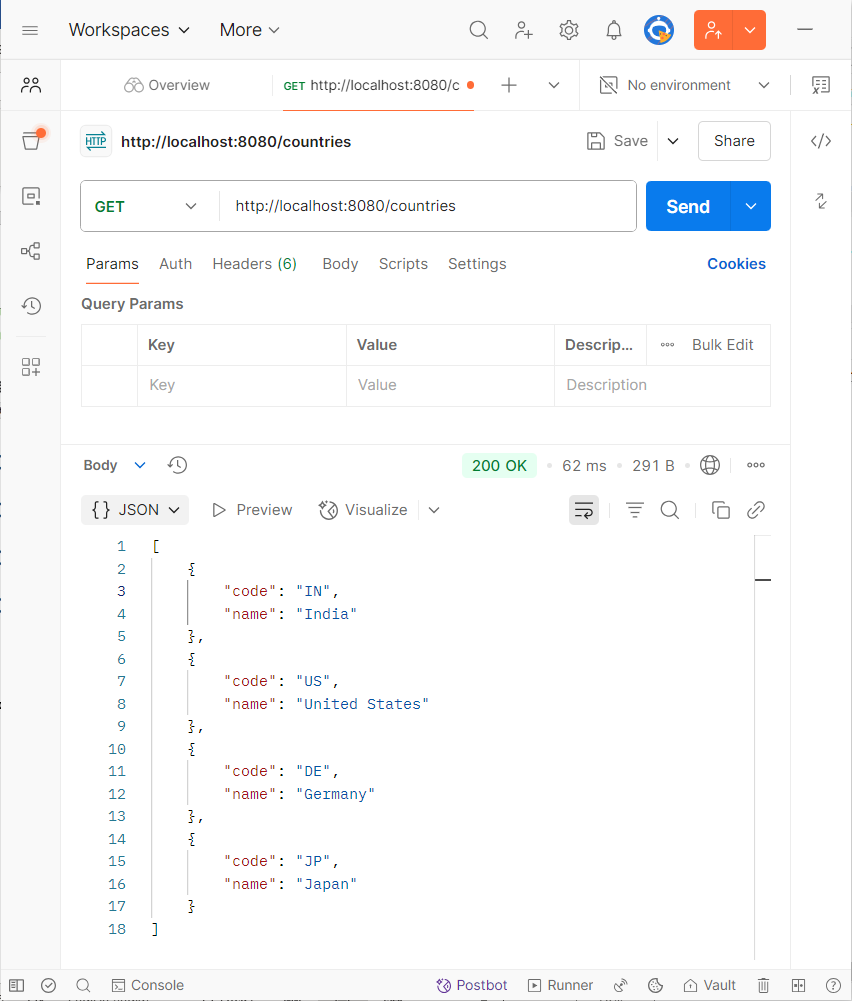 Workspaces More
Overview GET http://localhost:8080/c No environment
HTTP http://localhost:8080/countries Save Share
GET http://localhost:8080/countries Send
Params Auth Headers (6) Body Scripts Settings Cookies
Query Params
Key Value Descrip... Bulk Edit
Key Value Description
Body 200 OK 62 ms 291 B
{} JSON Preview Visualize
1 [
2 {
3 "code": "IN",
4 "name": "India"
5 },
6 {
7 "code": "US",
8 "name": "United States"
9 },
10 {
11 "code": "DE",
12 "name": "Germany"
13 },
14 {
15 "code": "JP",
16 "name": "Japan"
17 }
18 ]
Console Postbot Runner Vault